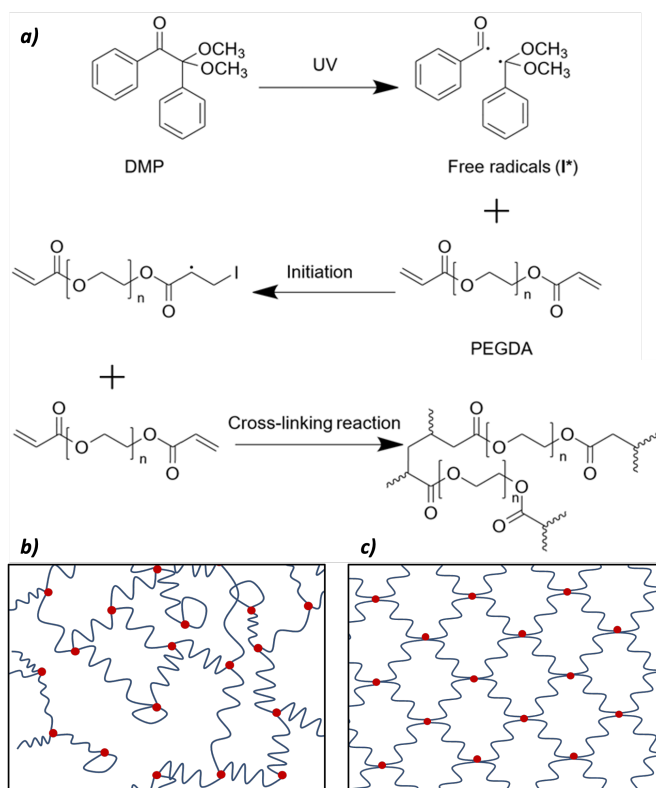 a)
O
O
OCH3
OCH3
UV
OCH3
OCH3
DMP
Free radicals (I*)
+
O
O
n
O
O
I
Initiation
O
O
n
O
O
PEGDA
+
O
O
n
O
O
Cross-linking reaction
O
O
n
O
O
O
O
n
O
O
b)
c)